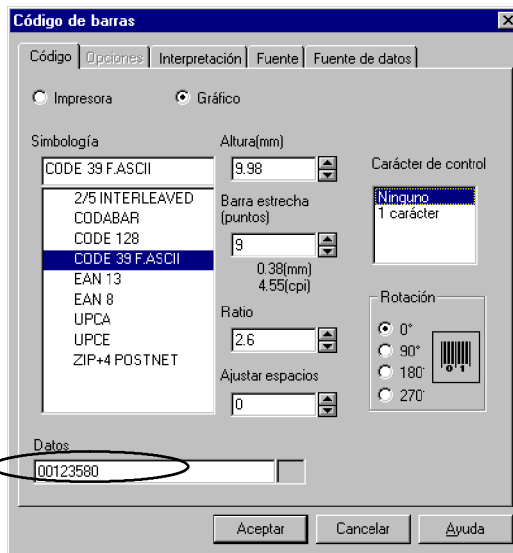 Código de barras
Código Opciones Interpretación Fuente Fuente de datos
Impresora Gráfico
Simbología
CODE 39 F.ASCII
2/5 INTERLEAVED
CODABAR
CODE 128
CODE 39 F.ASCII
EAN 13
EAN 8
UPCA
UPCE
ZIP+4 POSTNET
Altura(mm)
9.98
Barra estrecha
(puntos)
9
0.38(mm)
4.55(cpi)
Ratio
2.6
Ajustar espacios
0
Carácter de control
Ninguno
1 carácter
Rotación
0°
90°
180°
270°
0 1
Datos
00123580
Aceptar Cancelar Ayuda